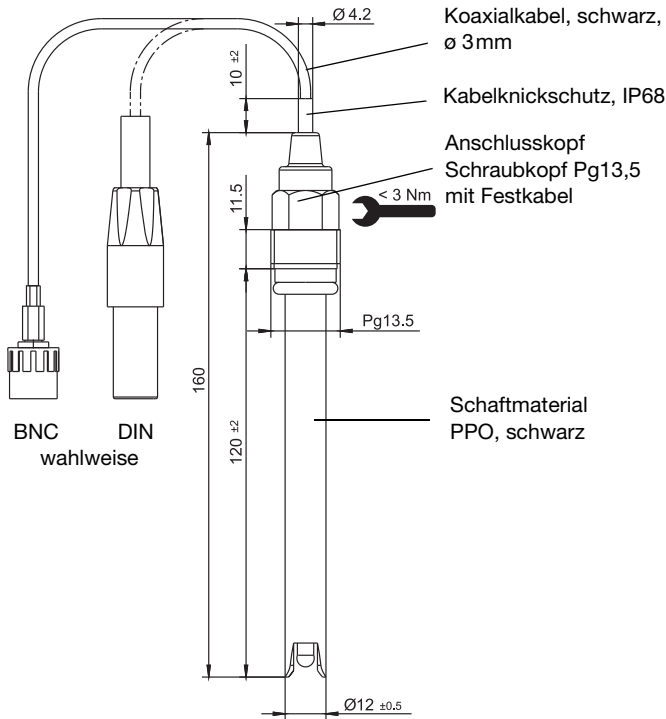 Ø 4.2
Koaxialkabel, schwarz,
ø 3mm
10 ±2
Kabelknickschutz, IP68
Anschlusskopf
Schraubkopf Pg13,5
mit Festkabel
< 3 Nm
11.5
Pg13.5
160
120 ±2
Schaftmaterial
PPO, schwarz
BNC
DIN
wahlweise
Ø12 ±0.5